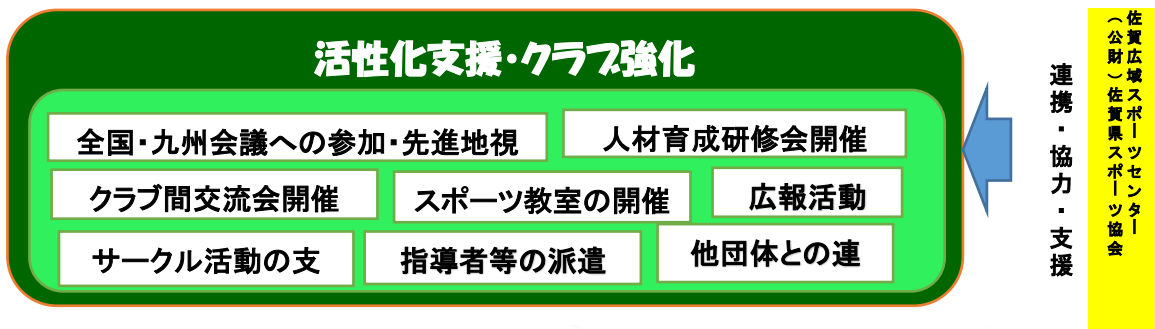 活性化支援・クラブ強化
全国・九州会議への参加・先進地視
人材育成研修会開催
クラブ間交流会開催
スポーツ教室の開催
広報活動
サークル活動の支
指導者等の派遣
他団体との連
連携・協力・支援
佐賀広域スポーツセンター
（公財）佐賀県スポーツ協会